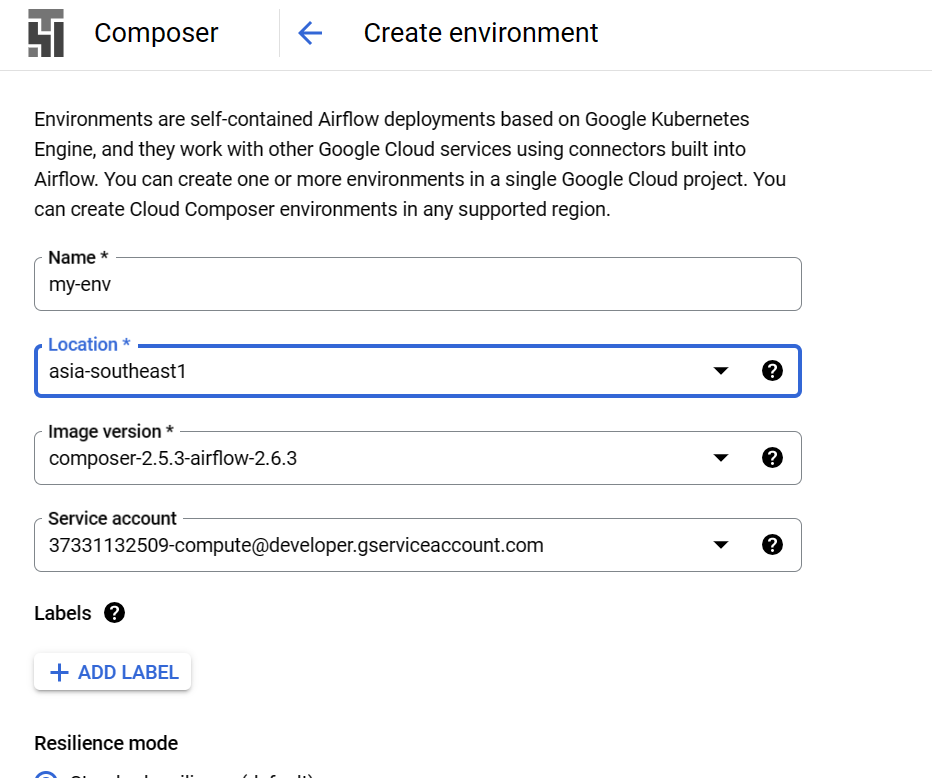 Composer
Create environment
Environments are self-contained Airflow deployments based on Google Kubernetes
Engine, and they work with other Google Cloud services using connectors built into
Airflow. You can create one or more environments in a single Google Cloud project. You
can create Cloud Composer environments in any supported region.
Name *
my-env
Location *
asia-southeast1
Image version *
composer-2.5.3-airflow-2.6.3
Service account
37331132509-compute@developer.gserviceaccount.com
Labels
ADD LABEL
Resilience mode
Standard resilience (default)